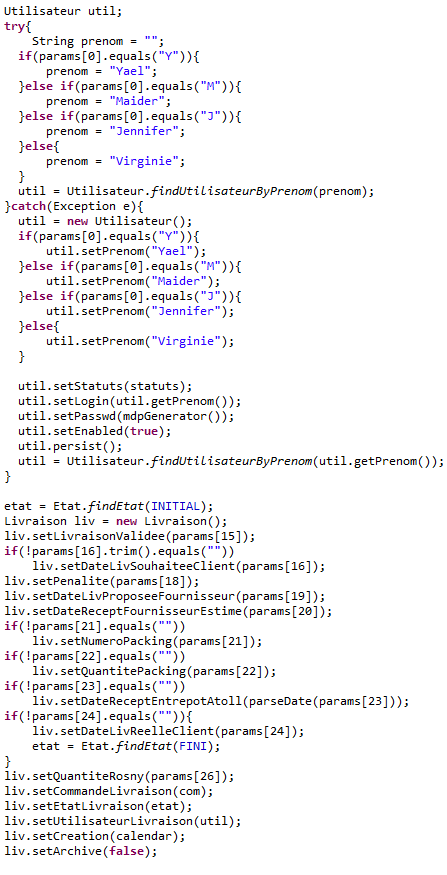 Utilisateur util;
try{
    String prenom = "";
  if(params[0].equals("Y")){
      prenom = "Yael";
  }else if(params[0].equals("M")){
      prenom = "Maider";
  }else if(params[0].equals("J")){
      prenom = "Jennifer";
  }else{
      prenom = "Virginie";
  }
  util = Utilisateur.findUtilisateurByPrenom(prenom);
}catch(Exception e){
  util = new Utilisateur();
  if(params[0].equals("Y")){
      util.setPrenom("Yael");
  }else if(params[0].equals("M")){
      util.setPrenom("Maider");
  }else if(params[0].equals("J")){
      util.setPrenom("Jennifer");
  }else{
      util.setPrenom("Virginie");
  }

  util.setStatuts(statuts);
  util.setLogin(util.getPrenom());
  util.setPasswd(mdpGenerator());
  util.setEnabled(true);
  util.persist();
  util = Utilisateur.findUtilisateurByPrenom(util.getPrenom());
}

etat = Etat.findEtat(INITIAL);
Livraison liv = new Livraison();
liv.setLivraisonValidee(params[15]);
if(!params[16].trim().equals(""))
    liv.setDateLivSouhaiteeClient(params[16]);
liv.setPenalite(params[18]);
liv.setDateLivProposeeFournisseur(params[19]);
liv.setDateReceptFournisseurEstime(params[20]);
if(!params[21].equals(""))
    liv.setNumeroPacking(params[21]);
if(!params[22].equals(""))
    liv.setQuantitePacking(params[22]);
if(!params[23].equals(""))
    liv.setDateReceptEntrepotAtoll(parseDate(params[23]));
if(!params[24].equals("")){
    liv.setDateLivReelleClient(params[24]);
    etat = Etat.findEtat(FINI);
}
liv.setQuantiteRosny(params[26]);
liv.setCommandeLivraison(com);
liv.setEtatLivraison(etat);
liv.setUtilisateurLivraison(util);
liv.setCreation(calendar);
liv.setArchive(false);